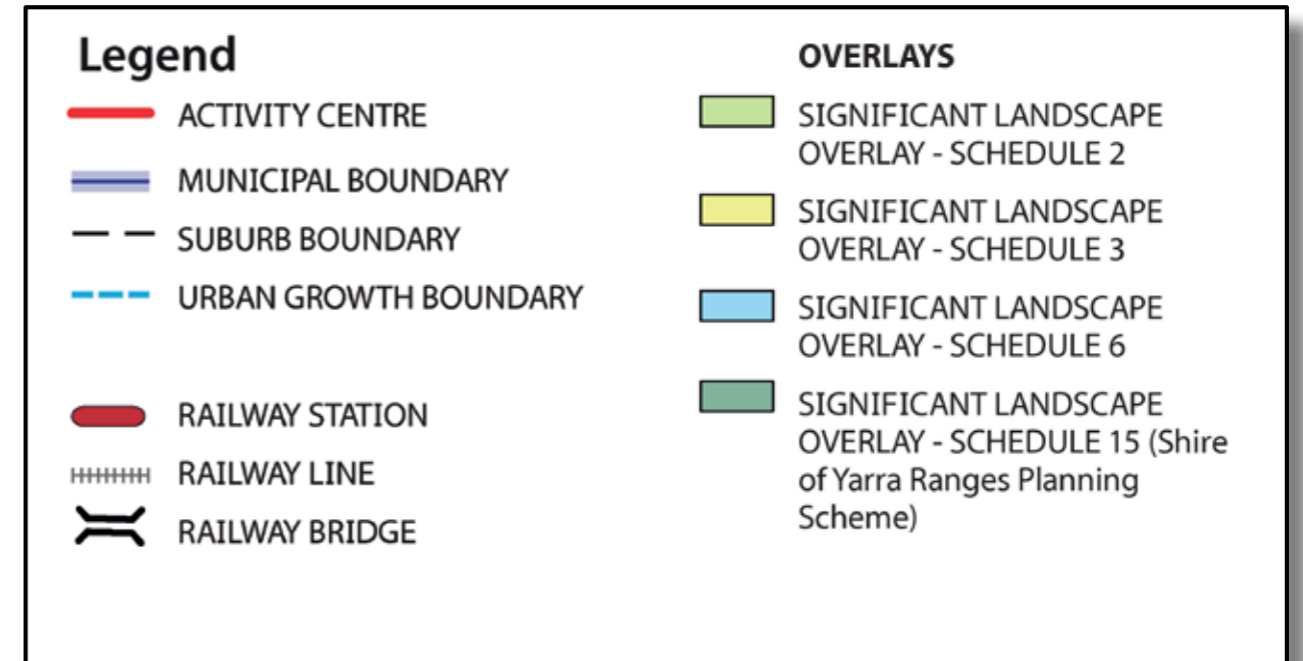 Legend
ACTIVITY CENTRE
MUNICIPAL BOUNDARY
SUBURB BOUNDARY
URBAN GROWTH BOUNDARY
RAILWAY STATION
RAILWAY LINE
RAILWAY BRIDGE
OVERLAYS
SIGNIFICANT LANDSCAPE
OVERLAY - SCHEDULE 2
SIGNIFICANT LANDSCAPE
OVERLAY - SCHEDULE 3
SIGNIFICANT LANDSCAPE
OVERLAY - SCHEDULE 6
SIGNIFICANT LANDSCAPE
OVERLAY - SCHEDULE 15 (Shire
of Yarra Ranges Planning
Scheme)